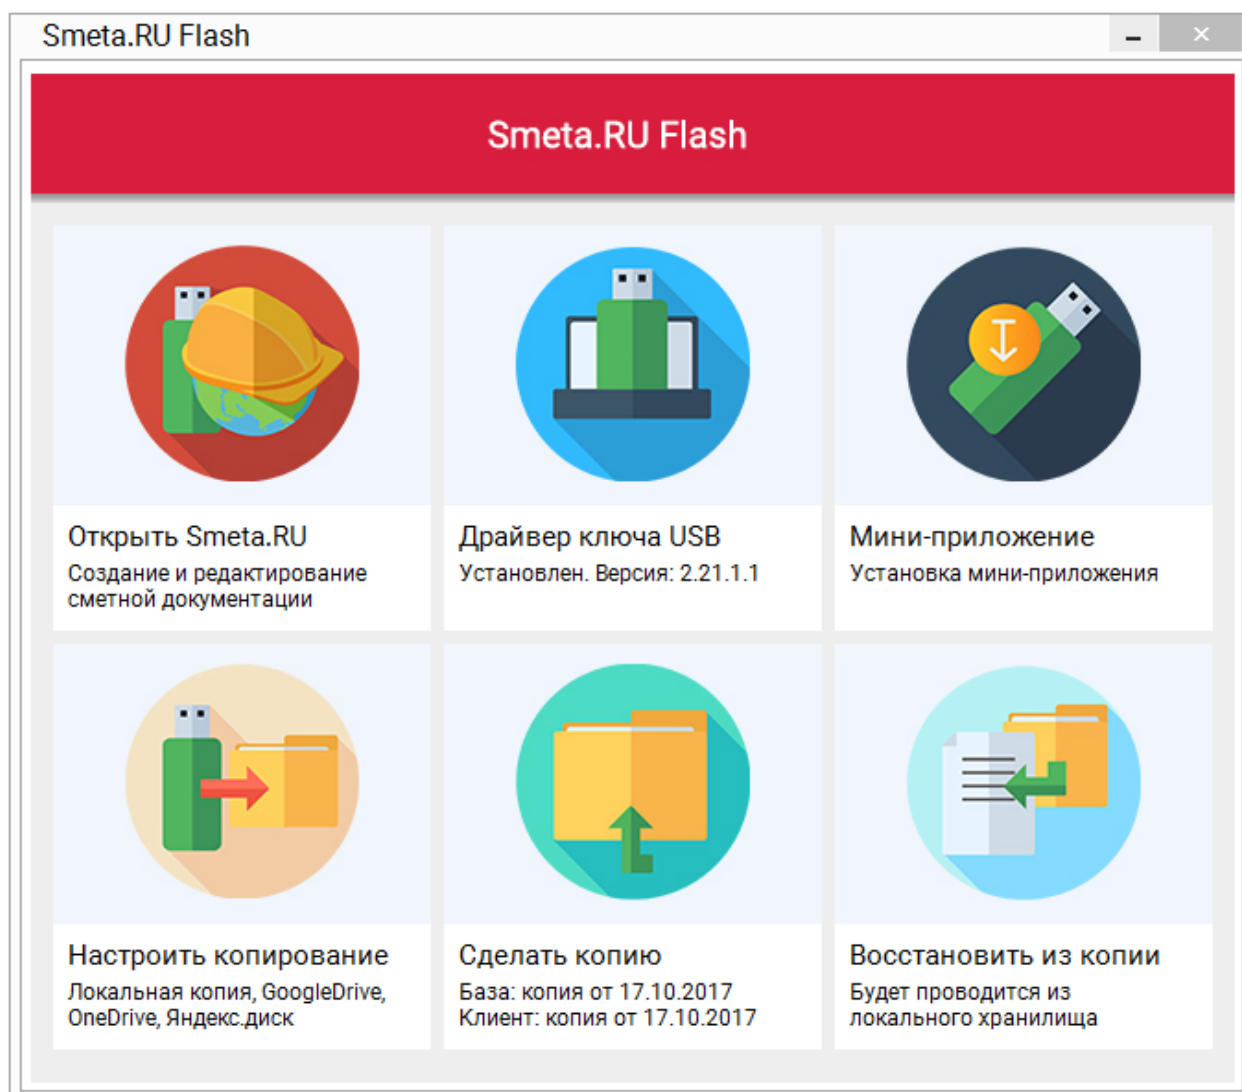 Smeta.RU Flash
Smeta.RU Flash
Открыть Smeta.RU
Создание и редактирование
сметной документации
Драйвер ключа USB
Установлен. Версия: 2.21.1.1
Мини-приложение
Установка мини-приложения
Настроить копирование
Локальная копия, GoogleDrive,
OneDrive, Яндекс.диск
Сделать копию
База: копия от 17.10.2017
Клиент: копия от 17.10.2017
Восстановить из копии
Будет проводится из
локального хранилища